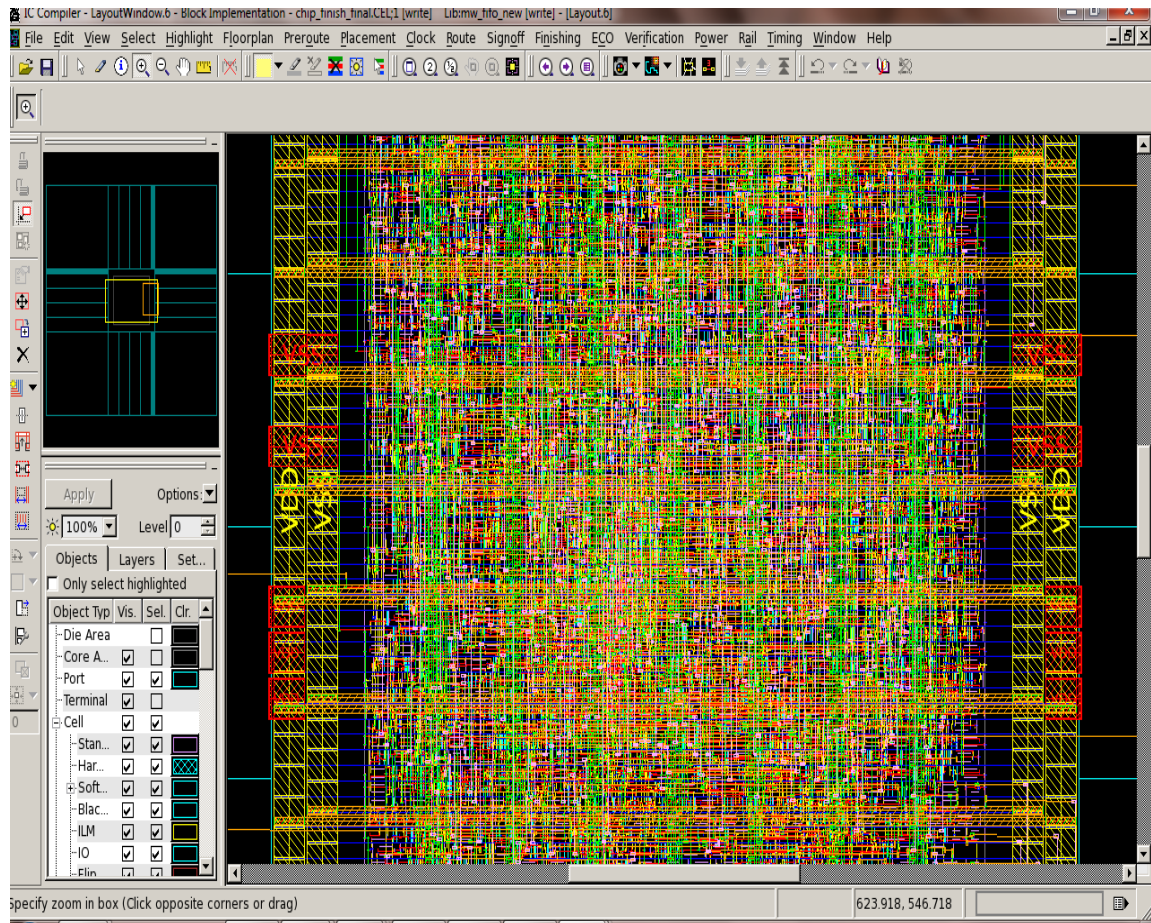 IC Compiler - LayoutWindow.6 - Block Implementation - chip_finish_final.CEL;1 [write] Lib:mw_fifo_new [write] - [Layout.6]
File Edit View Select Highlight Floorplan Preroute Placement Clock Route Signoff Finishing ECO Verification Power Rail Timing Window Help
VDD VSS VSS VDD
Apply Options:
100% Level 0
Objects Layers Set...
Only select highlighted
Object Typ Vis. Sel. Clr.
Die Area
Core A...
Port
Terminal
Cell
Stan...
Har...
Soft...
Blac...
ILM
IO
Flip
0
Specify zoom in box (Click opposite corners or drag) 623.918, 546.718